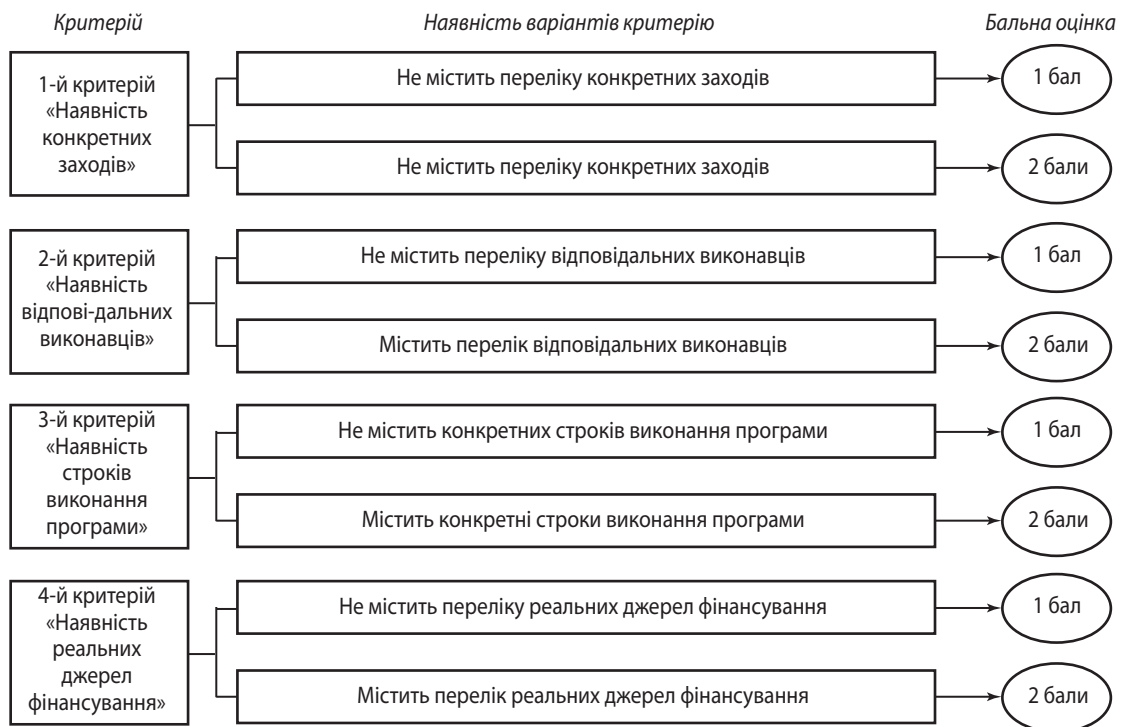 Критерій
Наявність варіантів критерію
Бальна оцінка
1-й критерій
«Наявність
конкретних
заходів»
Не містить переліку конкретних заходів
1 бал
Не містить переліку конкретних заходів
2 бали
2-й критерій
«Наявність
відпові-дальних
виконавців»
Не містить переліку відповідальних виконавців
1 бал
Містить перелік відповідальних виконавців
2 бали
3-й критерій
«Наявність
строків
виконання
програми»
Не містить конкретних строків виконання програми
1 бал
Містить конкретні строки виконання програми
2 бали
4-й критерій
«Наявність
реальних
джерел
фінансування»
Не містить переліку реальних джерел фінансування
1 бал
Містить перелік реальних джерел фінансування
2 бали